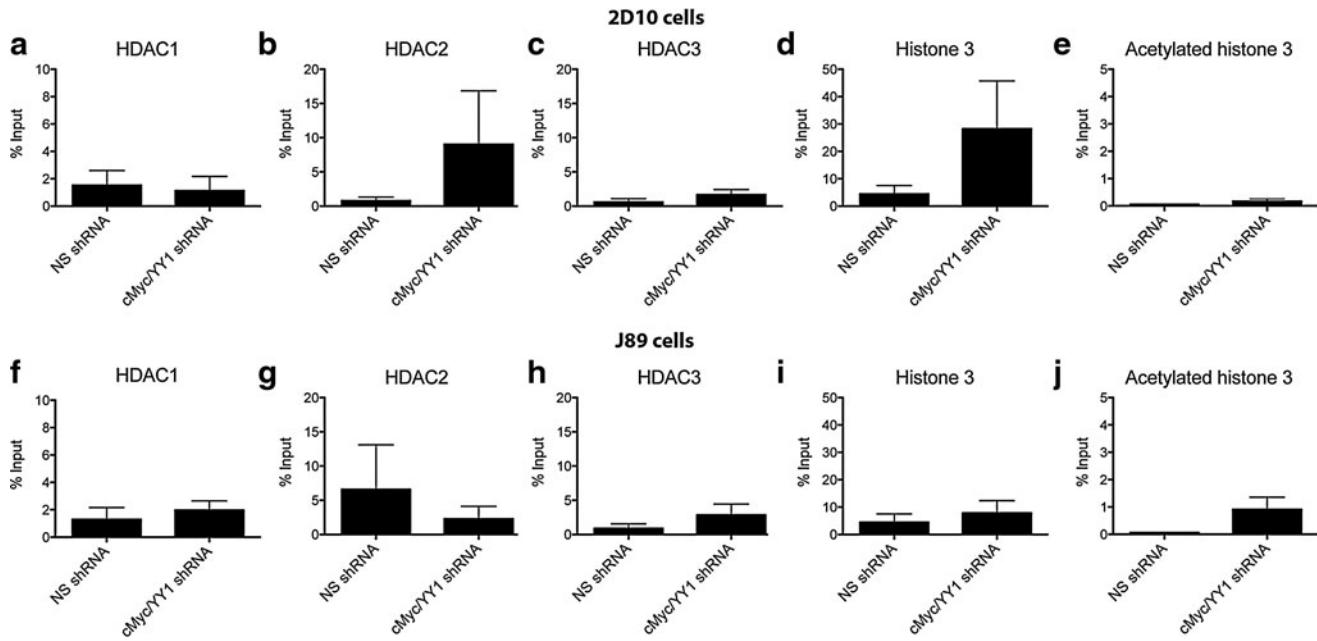 2D10 cells
a HDAC1
10
8
6
4
2
0
% Input
NS shRNA
cMyc/YY1 shRNA
b HDAC2
20
15
10
5
0
% Input
NS shRNA
cMyc/YY1 shRNA
c HDAC3
20
15
10
5
0
% Input
NS shRNA
cMyc/YY1 shRNA
d Histone 3
50
40
30
20
10
0
% Input
NS shRNA
cMyc/YY1 shRNA
e Acetylated histone 3
5
4
3
2
1
0
% Input
NS shRNA
cMyc/YY1 shRNA
J89 cells
f HDAC1
10
8
6
4
2
0
% Input
NS shRNA
cMyc/YY1 shRNA
g HDAC2
20
15
10
5
0
% Input
NS shRNA
cMyc/YY1 shRNA
h HDAC3
20
15
10
5
0
% Input
NS shRNA
cMyc/YY1 shRNA
i Histone 3
50
40
30
20
10
0
% Input
NS shRNA
cMyc/YY1 shRNA
j Acetylated histone 3
5
4
3
2
1
0
% Input
NS shRNA
cMyc/YY1 shRNA